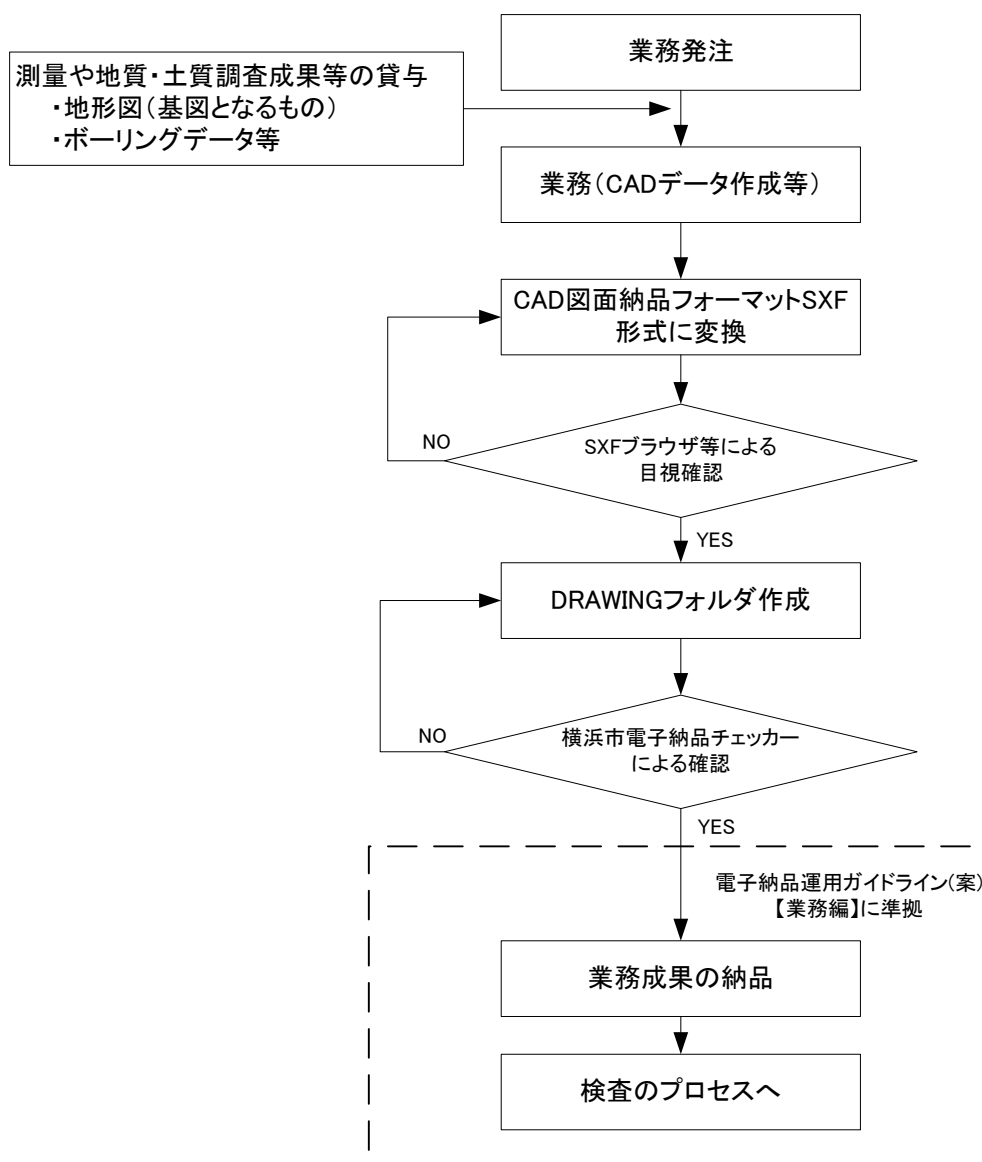 業務発注
測量や地質・土質調査成果等の貸与
・地形図(基図となるもの)
・ボーリングデータ等
業務(CADデータ作成等)
CAD図面納品フォーマットSXF
形式に変換
SXFブラウザ等による
目視確認
NO
YES
DRAWINGフォルダ作成
横浜市電子納品チェッカー
による確認
NO
YES
電子納品運用ガイドライン(案)
【業務編】に準拠
業務成果の納品
検査のプロセスへ